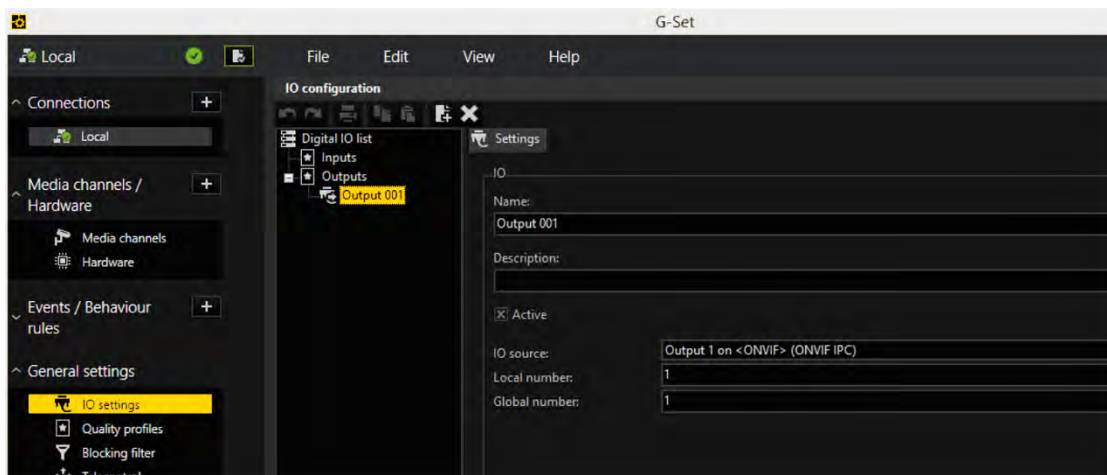 G-Set
Local
File Edit View Help
Connections
Local
Media channels /
Hardware
Media channels
Hardware
Events / Behaviour
rules
General settings
IO settings
Quality profiles
Blocking filter
IO configuration
Digital IO list
Inputs
Outputs
Output 001
Settings
IO
Name:
Output 001
Description:
Active
IO source: Output 1 on <ONVIF> (ONVIF IPC)
Local number: 1
Global number: 1